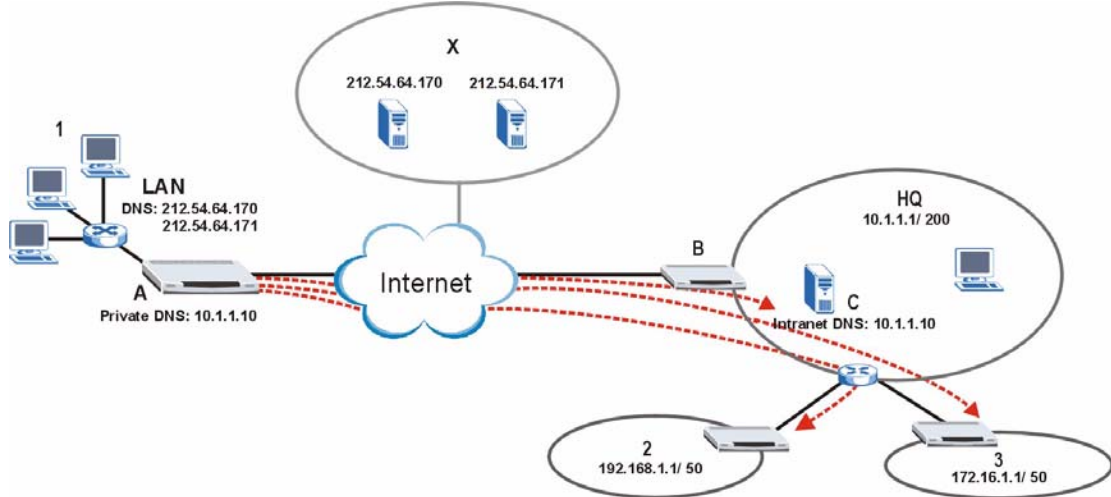 X
212.54.64.170 212.54.64.171
1
LAN
DNS: 212.54.64.170
212.54.64.171
HQ
10.1.1.1/ 200
B
Internet
A
C
Private DNS: 10.1.1.10
Intranet DNS: 10.1.1.10
2
192.168.1.1/ 50
3
172.16.1.1/ 50